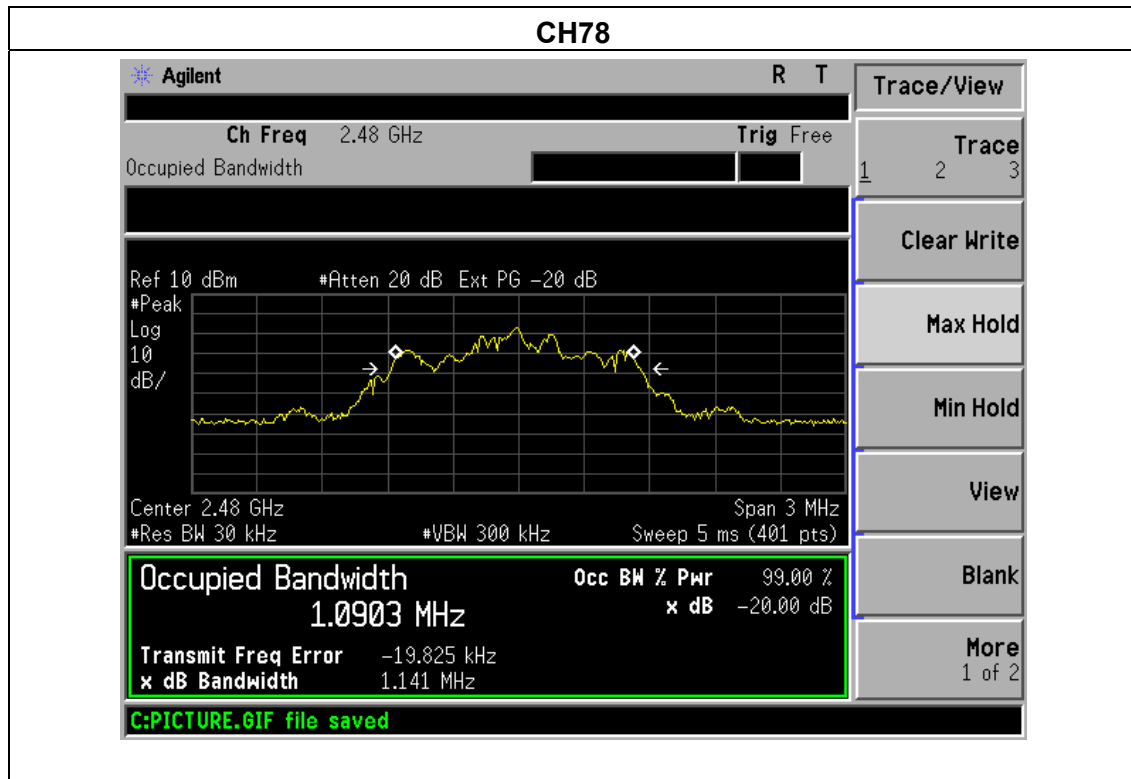 CH78
Agilent R T
Trace/View
Ch Freq 2.48 GHz Trig Free
Occupied Bandwidth
Trace
1 2 3
Clear Write
Ref 10 dBm #Atten 20 dB Ext PG −20 dB
#Peak
Log
10
dB/
Max Hold
Min Hold
View
Center 2.48 GHz Span 3 MHz
#Res BW 30 kHz #VBW 300 kHz Sweep 5 ms (401 pts)
Occupied Bandwidth Occ BW % Pwr 99.00 %
1.0903 MHz x dB −20.00 dB
Blank
Transmit Freq Error −19.825 kHz
x dB Bandwidth 1.141 MHz
More
1 of 2
C:PICTURE.GIF file saved